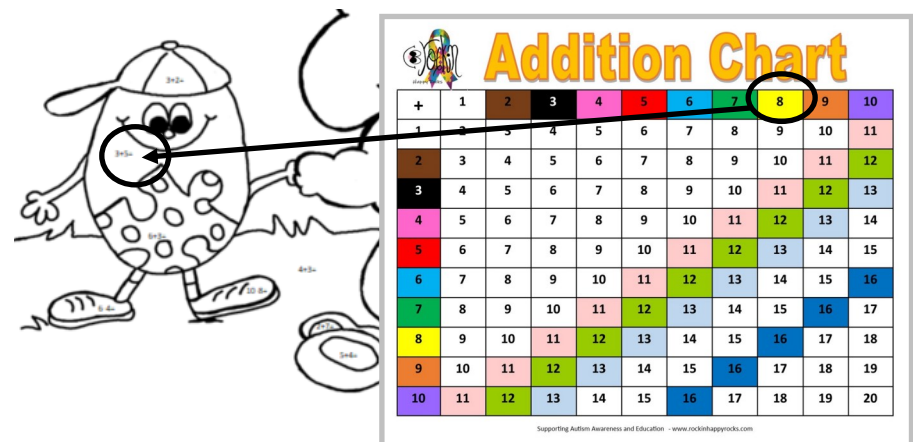 Addition Chart
3+2=
3+5=
6+3=
4+3=
6 4=
10 8=
5+4=
+ 1 2 3 4 5 6 7 8 9 10
1 2 3 4 5 6 7 8 9 10 11
2 3 4 5 6 7 8 9 10 11 12
3 4 5 6 7 8 9 10 11 12 13
4 5 6 7 8 9 10 11 12 13 14
5 6 7 8 9 10 11 12 13 14 15
6 7 8 9 10 11 12 13 14 15 16
7 8 9 10 11 12 13 14 15 16 17
8 9 10 11 12 13 14 15 16 17 18
9 10 11 12 13 14 15 16 17 18 19
10 11 12 13 14 15 16 17 18 19 20
Supporting Autism Awareness and Education - www.rockinhappyrocks.com